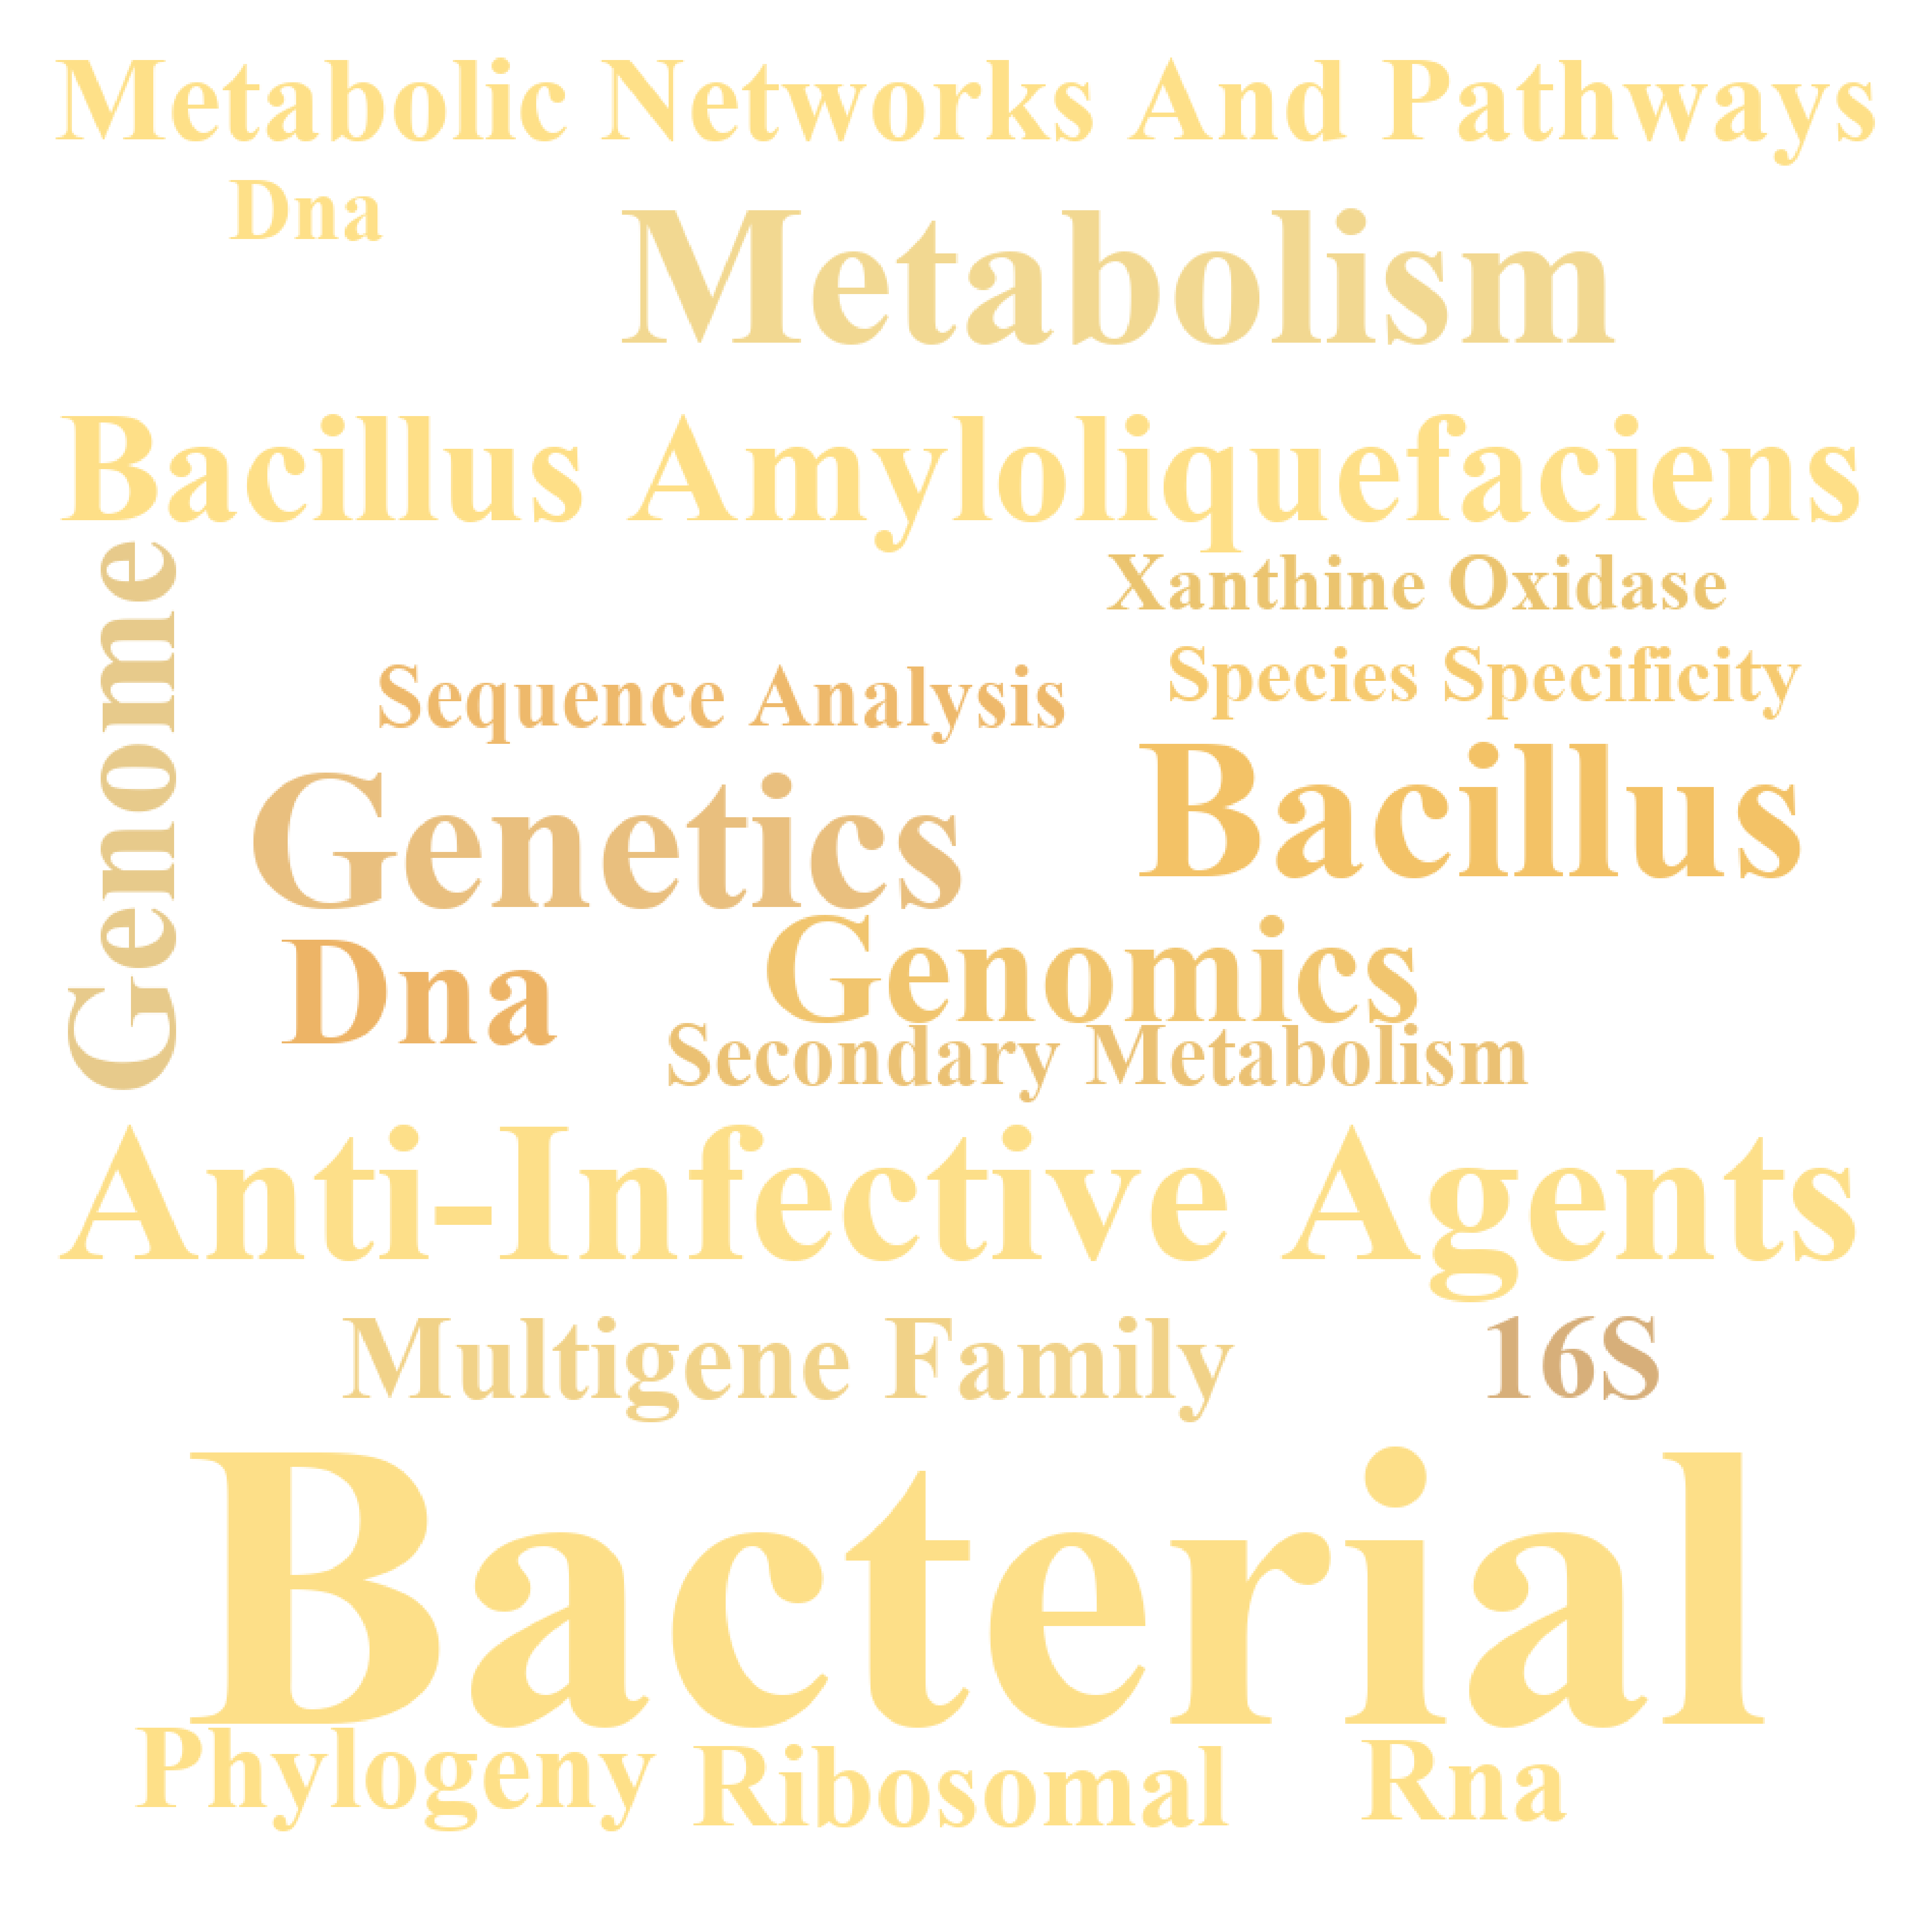 Metabolic Networks And Pathways
Dna
Metabolism
Bacillus Amyloliquefaciens
Genome
Xanthine Oxidase
Species Specificity
Sequence Analysis
Bacillus
Genetics
Genomics
Dna
Secondary Metabolism
Anti-Infective Agents
Multigene Family
16S
Bacterial
Phylogeny
Ribosomal
Rna